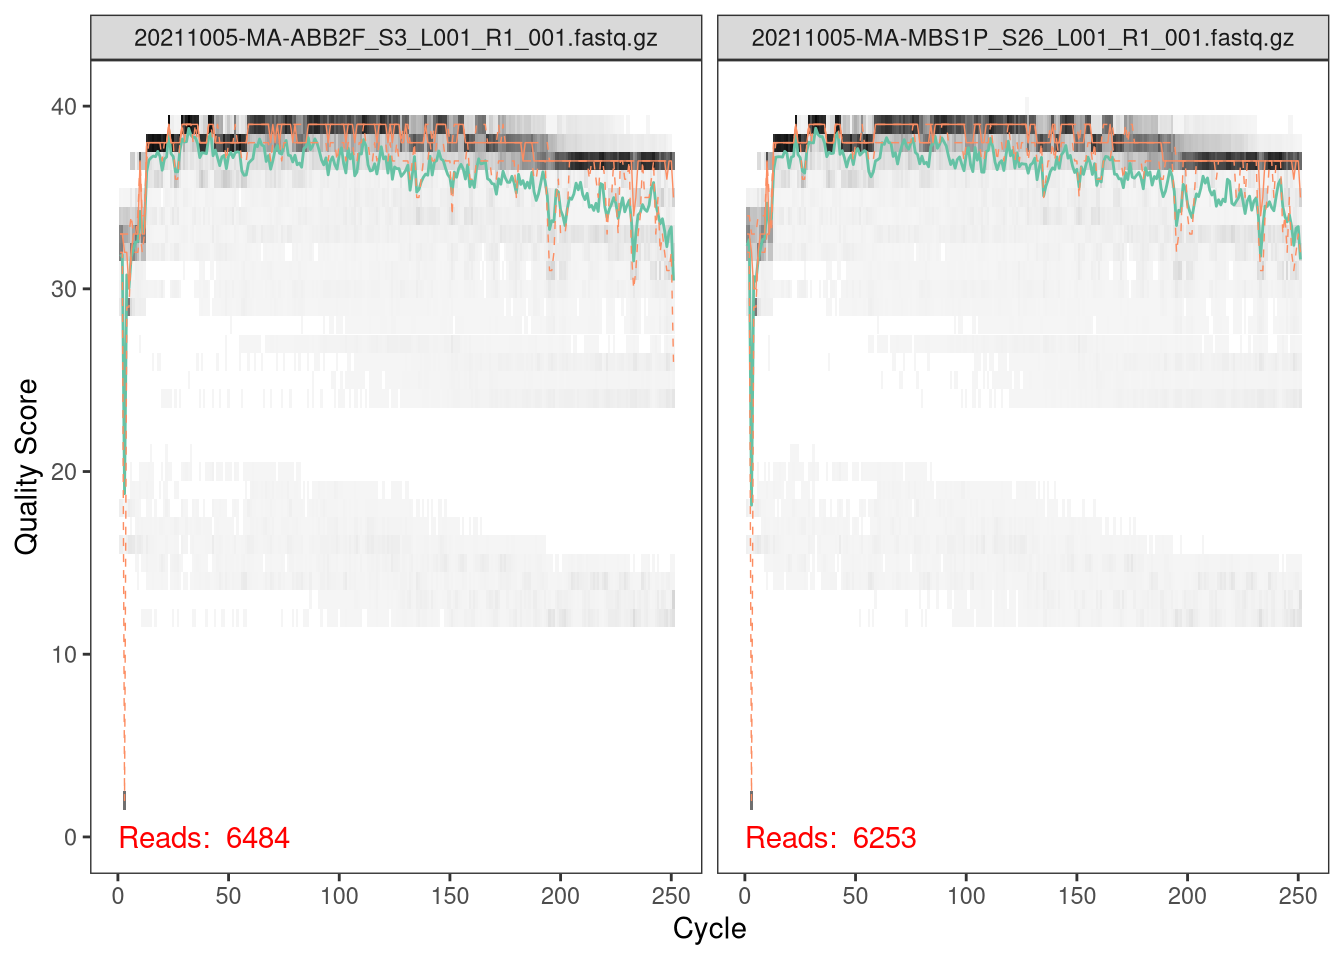 20211005-MA-ABB2F_S3_L001_R1_001.fastq.gz
20211005-MA-MBS1P_S26_L001_R1_001.fastq.gz
Quality Score
40
30
20
10
0
Reads: 6484
Reads: 6253
0 50 100 150 200 250
0 50 100 150 200 250
Cycle